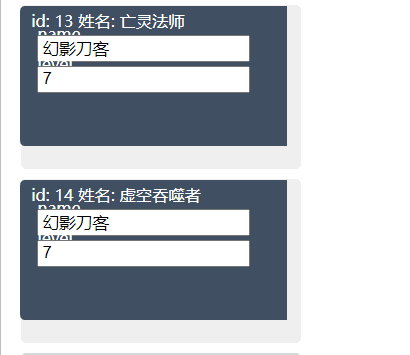 id: 13 姓名: 亡灵法师
name
幻影刀客
level
7
id: 14 姓名: 虚空吞噬者
name
幻影刀客
level
7